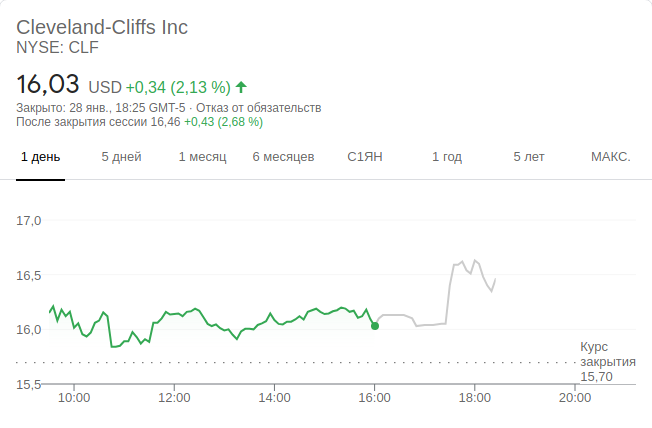 Cleveland-Cliffs Inc
NYSE: CLF
16,03 USD +0,34 (2,13 %)
Закрыто: 28 янв., 18:25 GMT-5 · Отказ от обязательств
После закрытия сессии 16,46 +0,43 (2,68 %)
1 день 5 дней 1 месяц 6 месяцев С1ЯН 1 год 5 лет МАКС.
17,0
16,5
16,0
Курс
закрытия
15,70
15,5
10:00 12:00 14:00 16:00 18:00 20:00